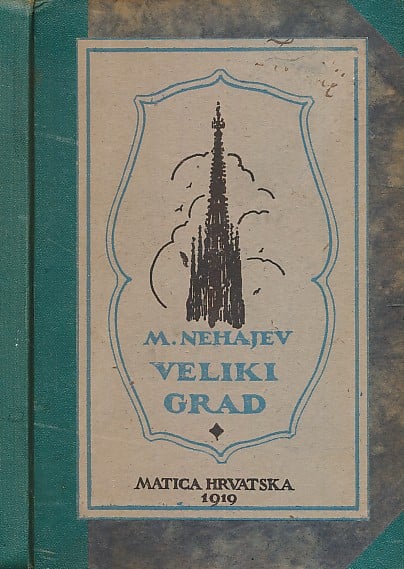 M. NEHAJEV
VELIKI
GRAD
MATICA HRVATSKA
1919